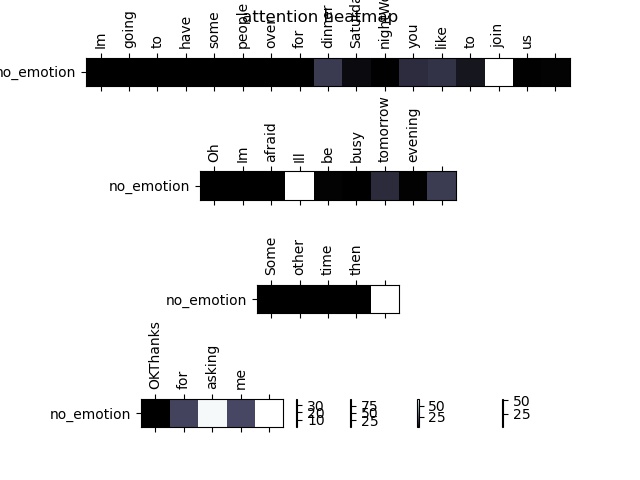 attention heatmap
Im going to have some people over for dinner Saturday you like to join us
no_emotion
Oh Im afraid Ill be busy tomorrow evening
no_emotion
Some other time then
no_emotion
OKThanks for asking me
no_emotion
30 75 50 50
20 50 25 25
10 25